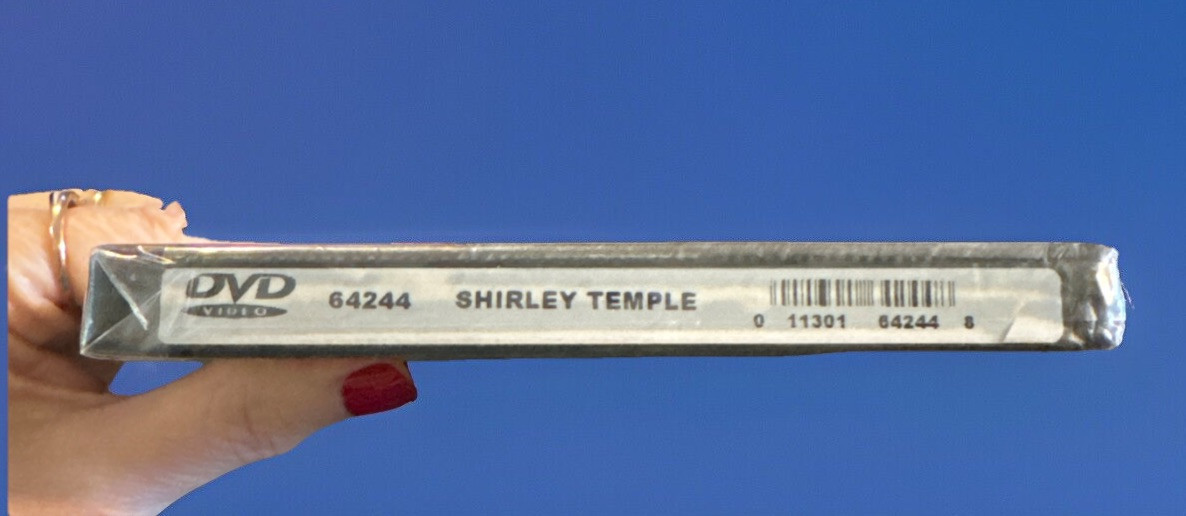 DVD
VIDEO
64244
SHIRLEY TEMPLE
0 11301 64244 8